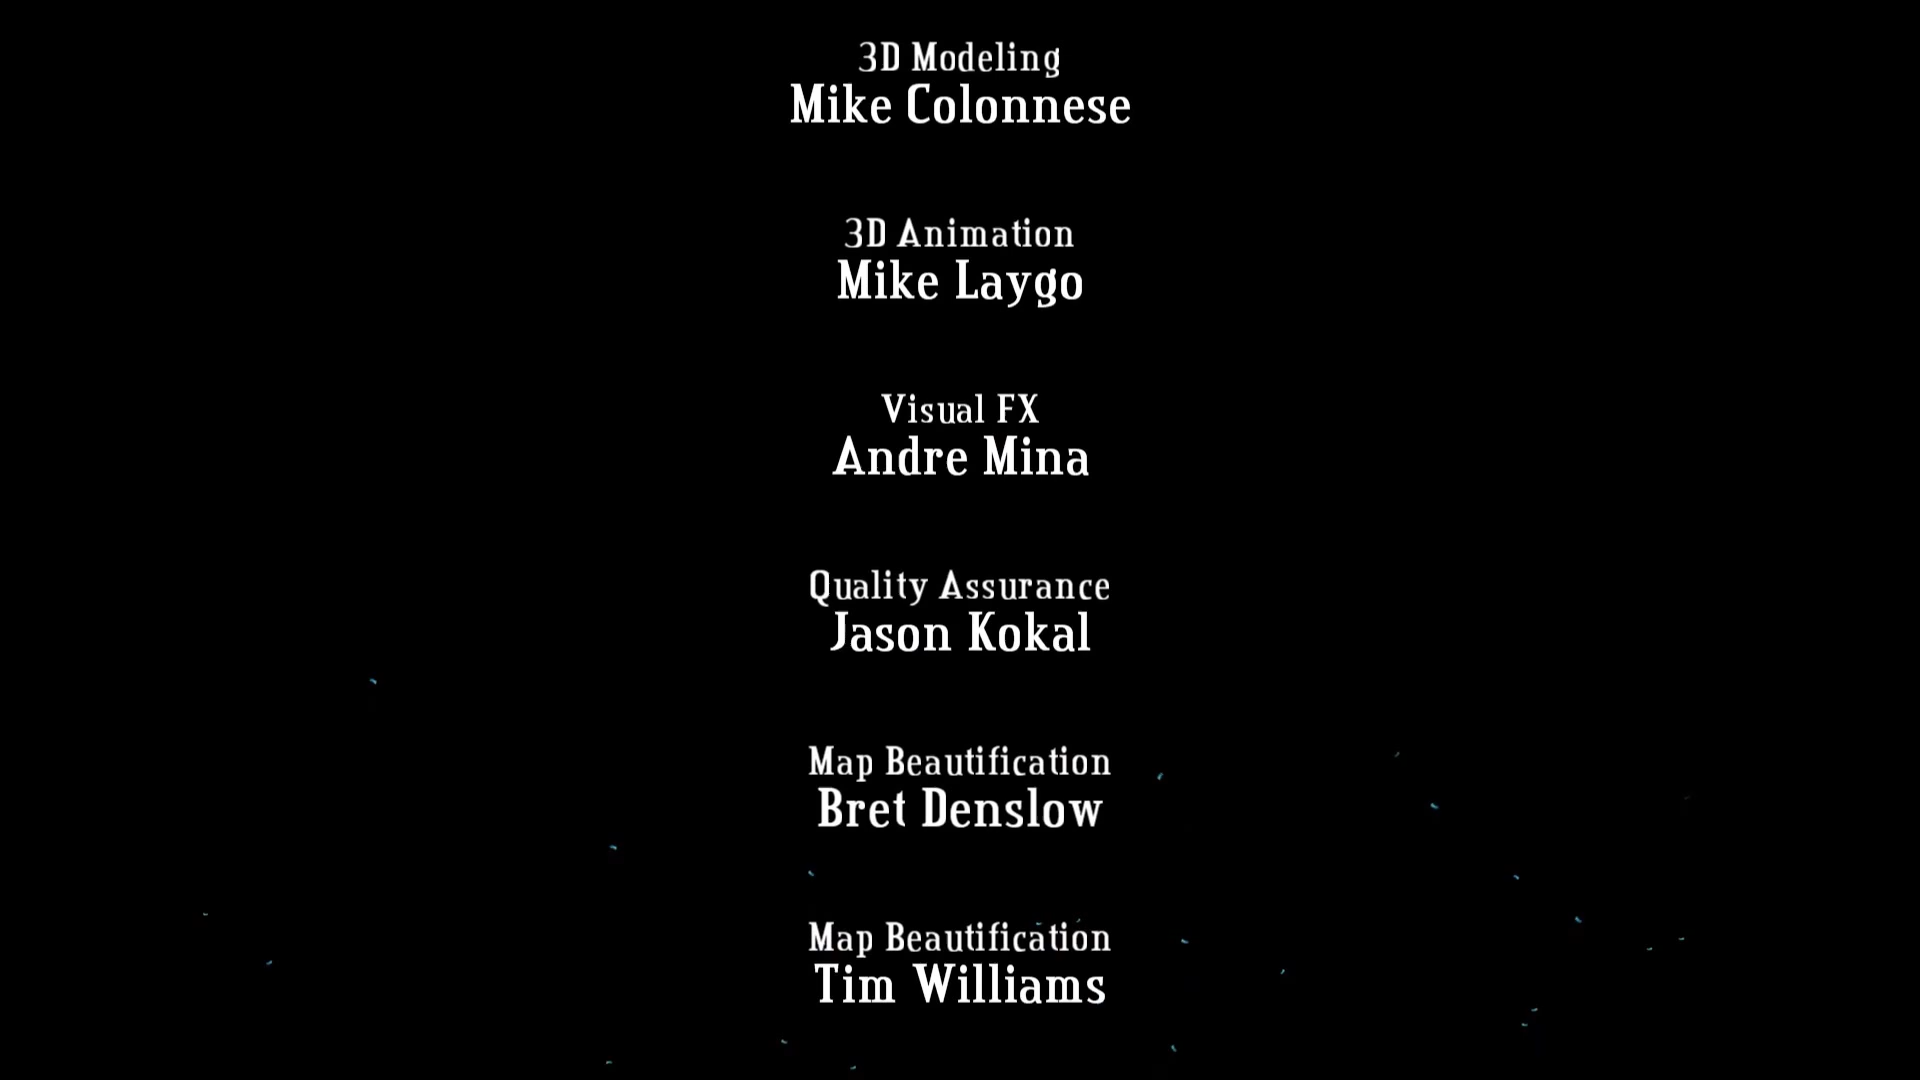 3D Modeling
Mike Colonnese
3D Animation
Mike Laygo
Visual FX
Andre Mina
Quality Assurance
Jason Kokal
Map Beautification
Bret Denslow
Map Beautification
Tim Williams